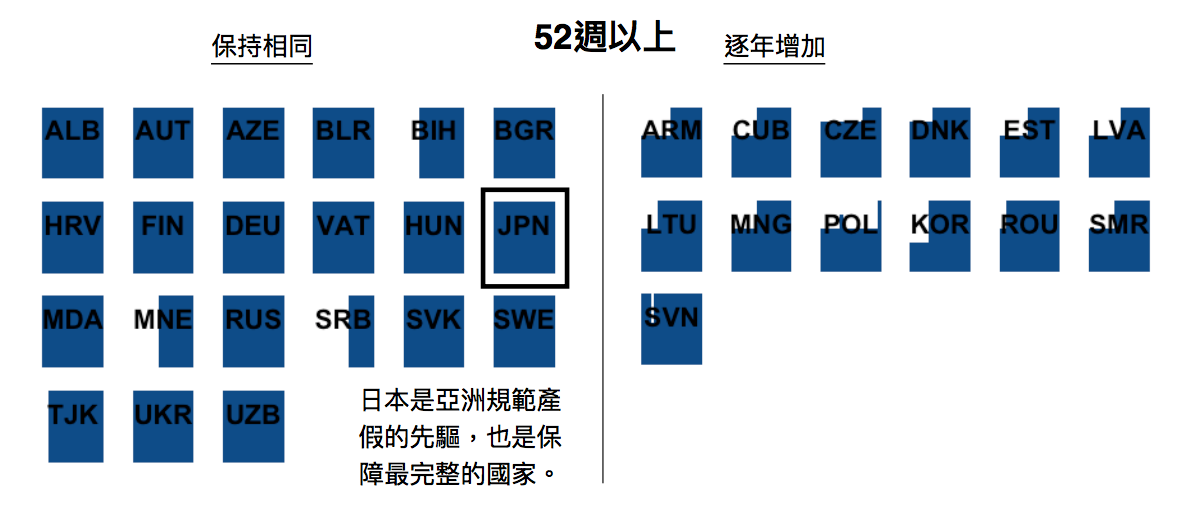 52週以上
保持相同
逐年增加
ALB AUT AZE BLR BIH BGR
HRV FIN DEU VAT HUN JPN
MDA MNE RUS SRB SVK SWE
TJK UKR UZB
日本是亞洲規範產
假的先驅，也是保
障最完整的國家。
ARM CUB CZE DNK EST LVA
LTU MNG POL KOR ROU SMR
SVN